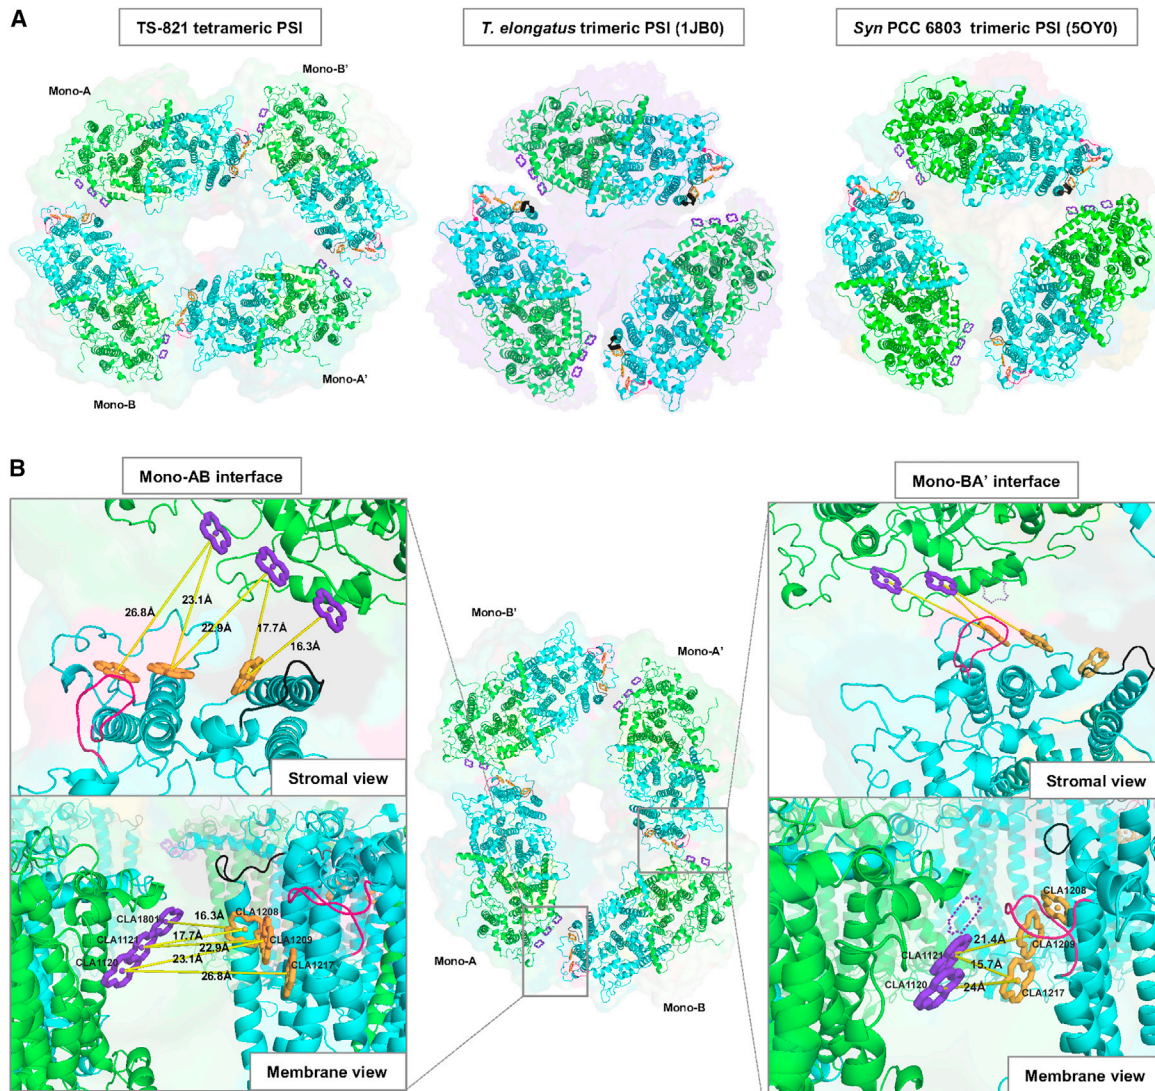 A
TS-821 tetrameric PSI
T. elongatus trimeric PSI (1JB0)
Syn PCC 6803 trimeric PSI (5OY0)
Mono-A
Mono-B'
Mono-B
Mono-A'
B
Mono-AB interface
Mono-BA' interface
26.8Å
23.1Å
22.9Å
17.7Å
16.3Å
Stromal view
Stromal view
Mono-B'
Mono-A'
Mono-A
Mono-B
CLA1801
CLA1121
CLA1120
16.3Å
17.7Å
22.9Å
23.1Å
26.8Å
CLA1208
CLA1209
CLA1217
Membrane view
CLA1208
CLA1209
21.4Å
CLA1121
15.7Å
CLA1120
24Å
CLA1217
Membrane view